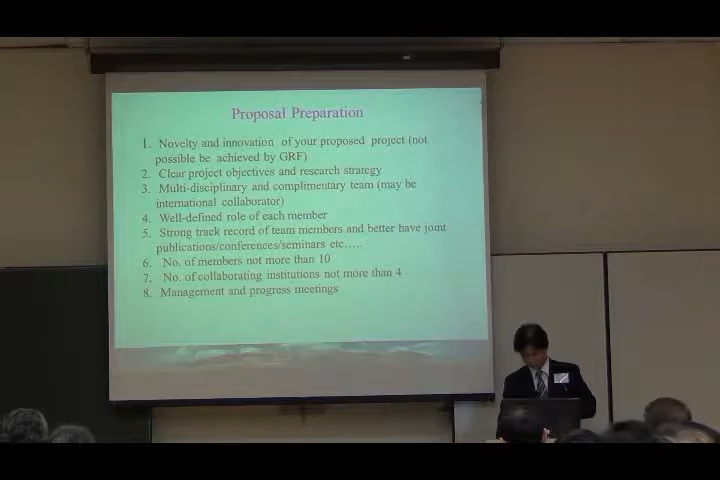 Proposal Preparation
1. Novelty and innovation of your proposed project (not
possible be achieved by GRF)
2. Clear project objectives and research strategy
3. Multi-disciplinary and complimentary team (may be
international collaborator)
4. Well-defined role of each member
5. Strong track record of team members and better have joint
publications/conferences/seminars etc…..
6. No. of members not more than 10
7. No. of collaborating institutions not more than 4
8. Management and progress meetings